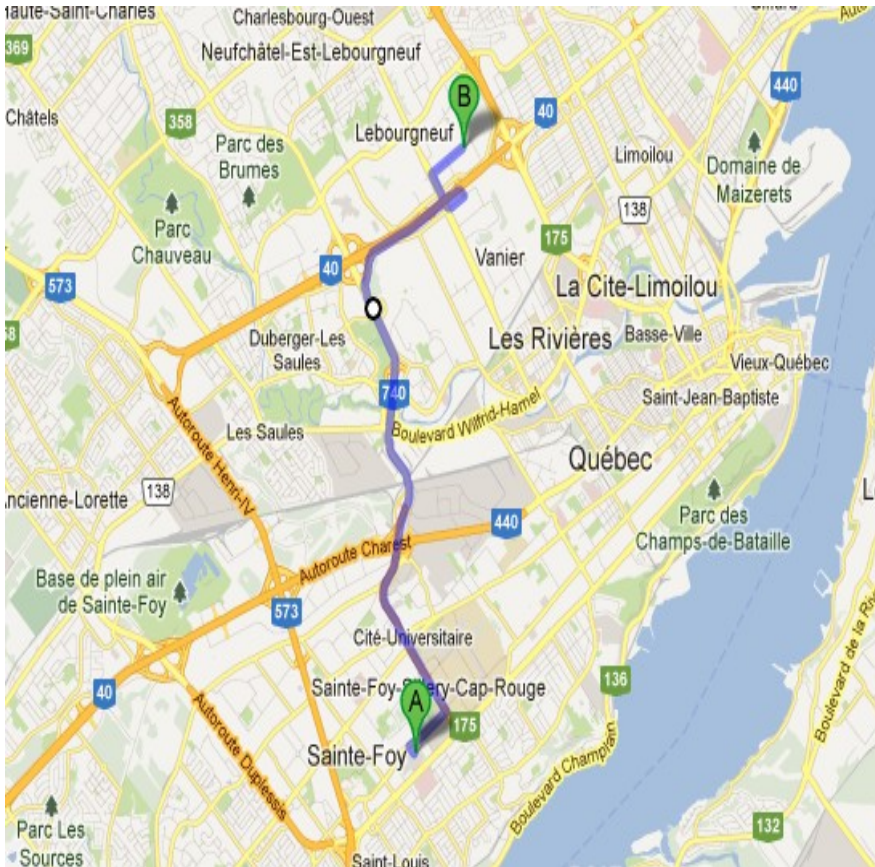 Haute-Saint-Charles
Charlesbourg-Ouest
369
Neufchâtel-Est-Lebourgneuf
440
B
40
Châtels
358
Lebourgneuf
Parc des
Brumes
Limoilou
Domaine de
Maizerets
138
Parc
Chauveau
175
573
40
Vanier
La Cite-Limoilou
Duberger-Les
Saules
Les Rivières
Basse-Ville
Vieux-Québec
740
Saint-Jean-Baptiste
Autoroute Henri-IV
Les Saules
Boulevard Wilfrid-Hamel
Québec
Ancienne-Lorette
138
Parc des
Champs-de-Bataille
440
Autoroute Charest
Base de plein air
de Sainte-Foy
573
Cité-Universitaire
136
Sainte-Foy-Sillery-Cap-Rouge
40
A
175
Sainte-Foy
Autoroute Duplessis
Boulevard Champlain
Boulevard de la
132
Parc Les
Sources
Saint-Louis